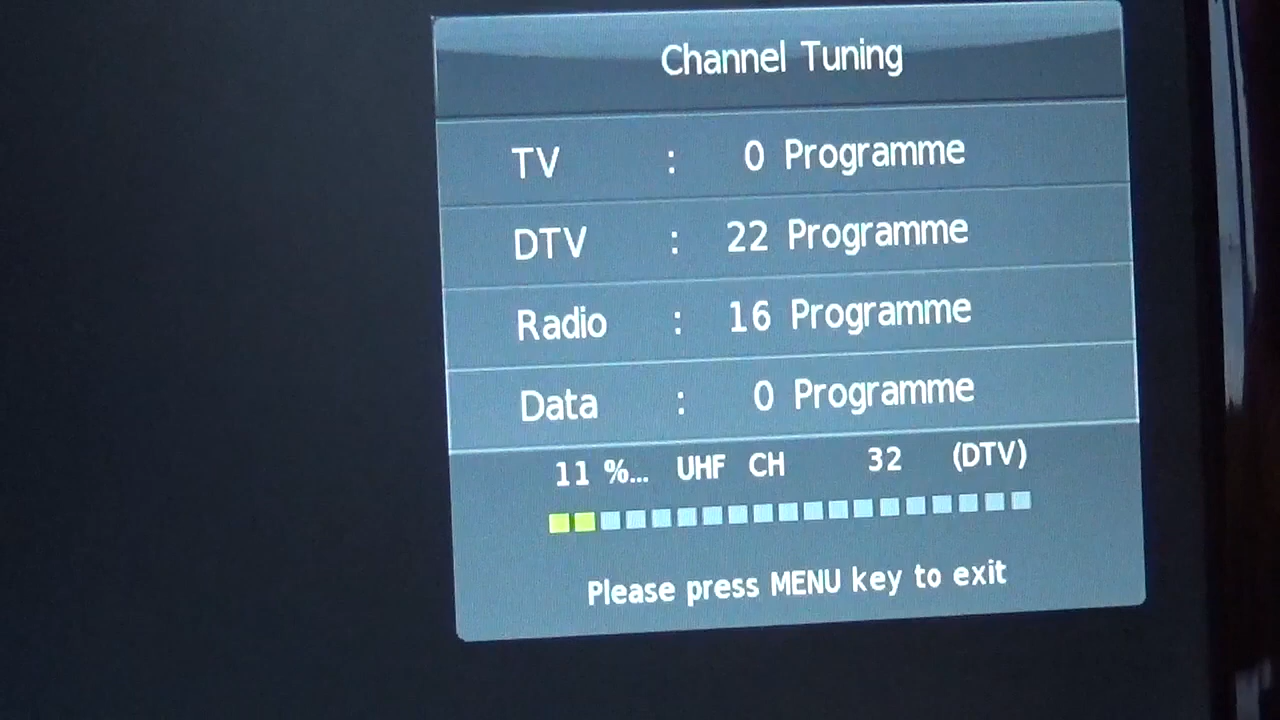 Channel Tuning
TV : 0 Programme
DTV : 22 Programme
Radio : 16 Programme
Data : 0 Programme
11 %... UHF CH 32 (DTV)
Please press MENU key to exit